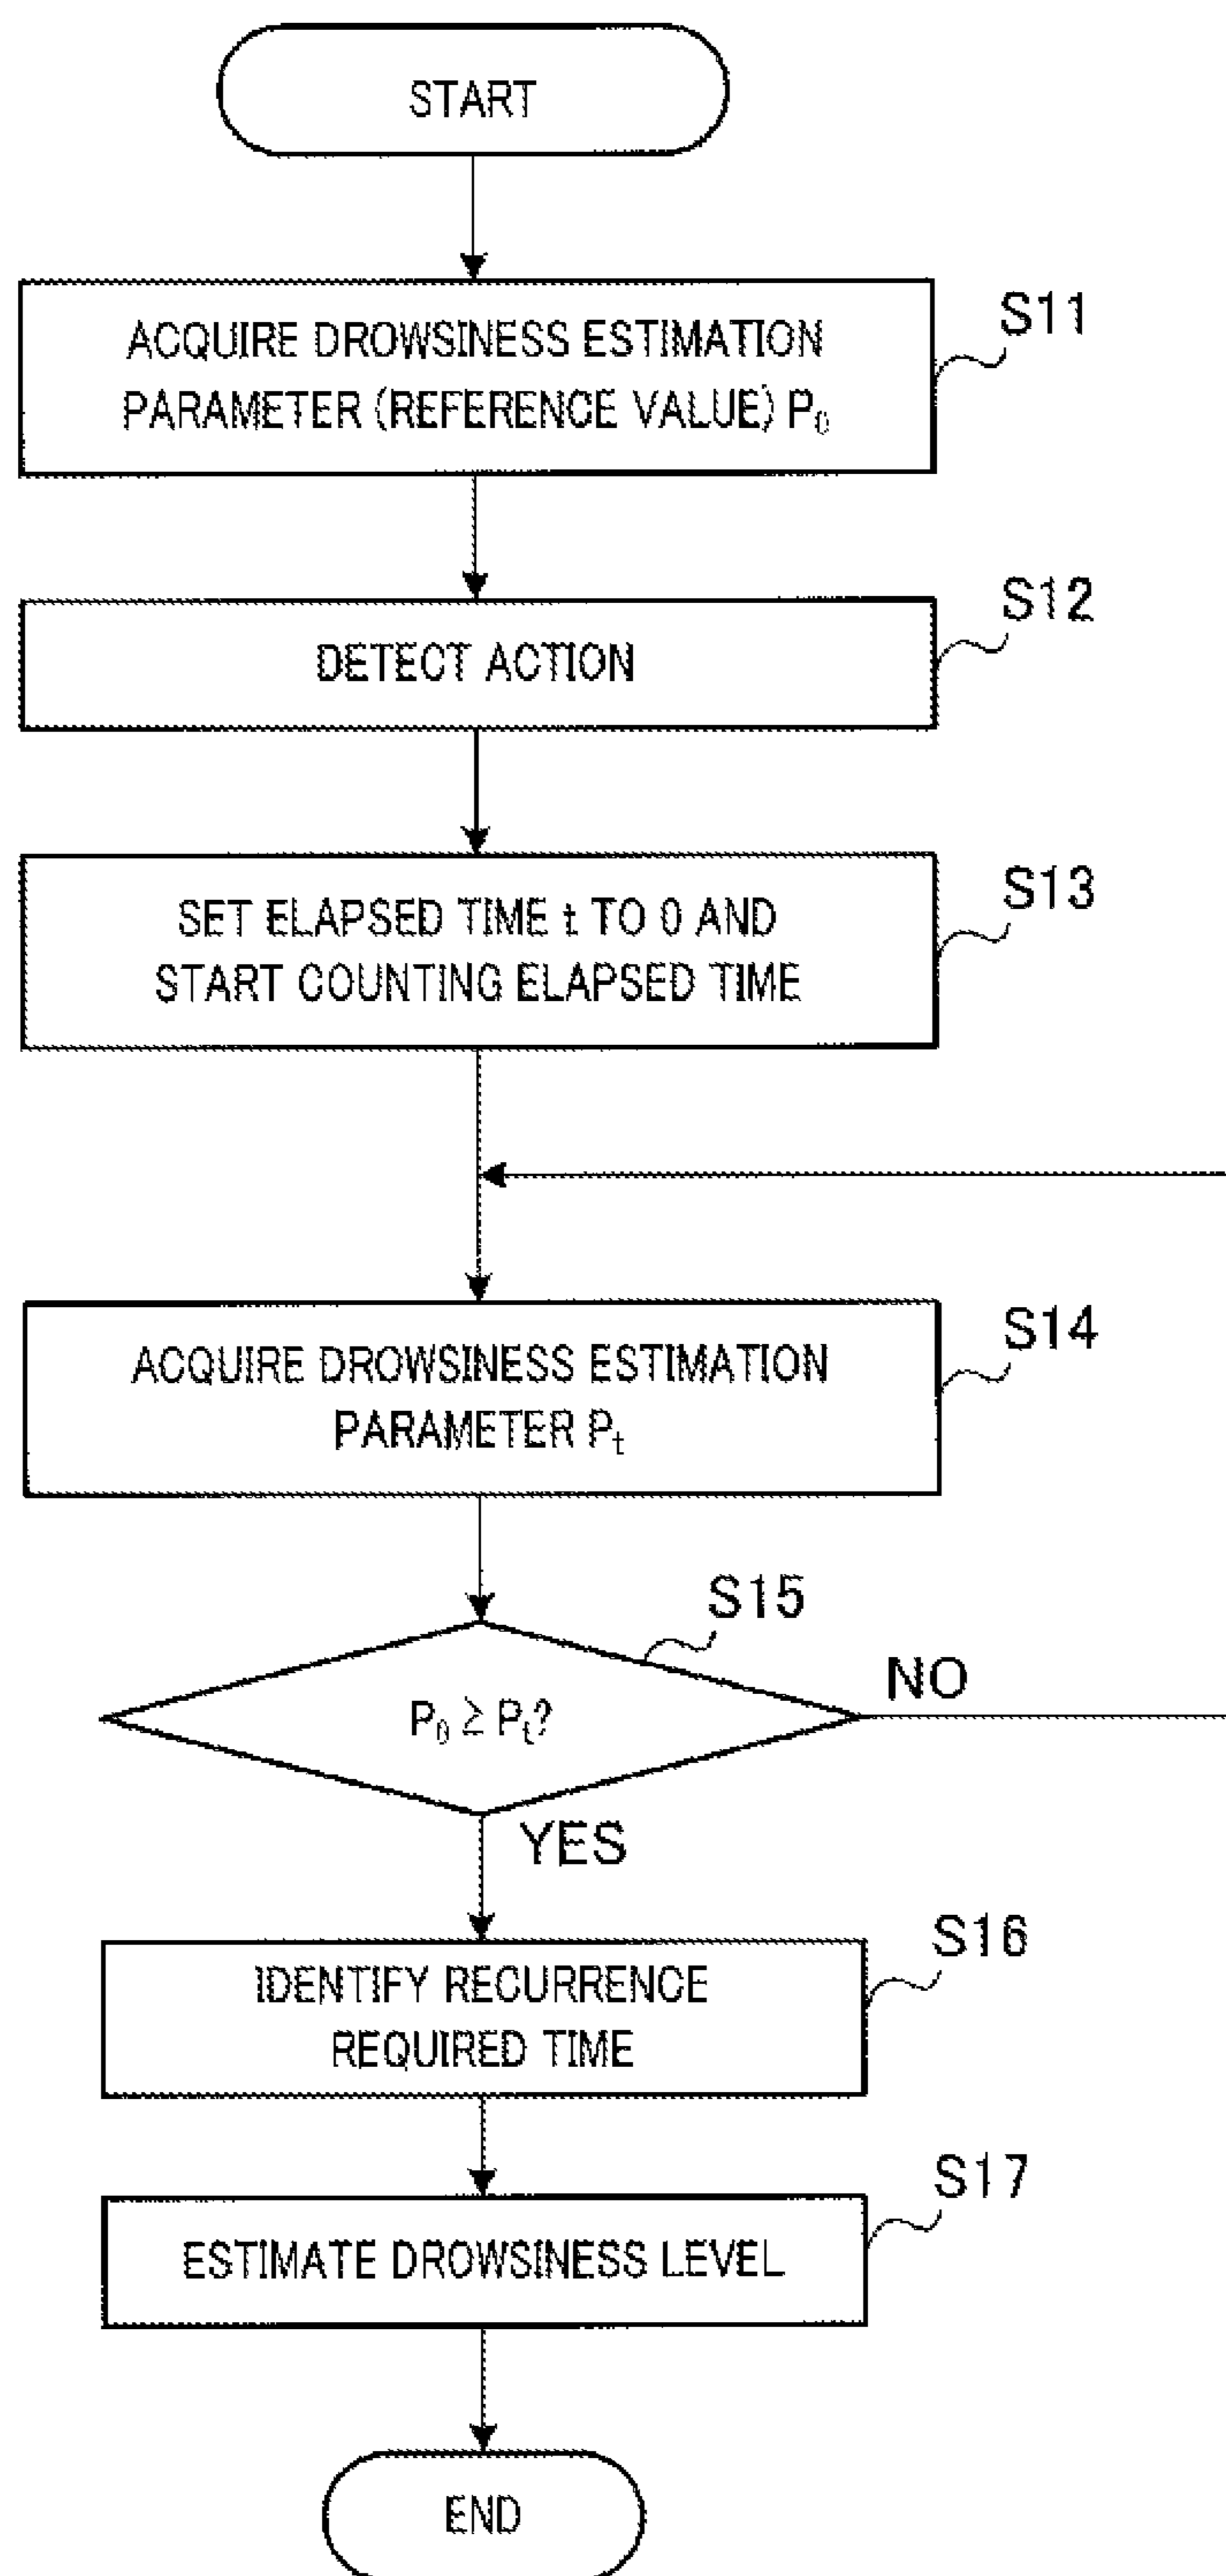 START
ACQUIRE DROWSINESS ESTIMATION
PARAMETER (REFERENCE VALUE) P₀
S11
DETECT ACTION
S12
SET ELAPSED TIME t TO 0 AND
START COUNTING ELAPSED TIME
S13
ACQUIRE DROWSINESS ESTIMATION
PARAMETER Pₜ
S14
S15
P₀ ≥ Pₜ?
NO
YES
IDENTIFY RECURRENCE
REQUIRED TIME
S16
ESTIMATE DROWSINESS LEVEL
S17
END